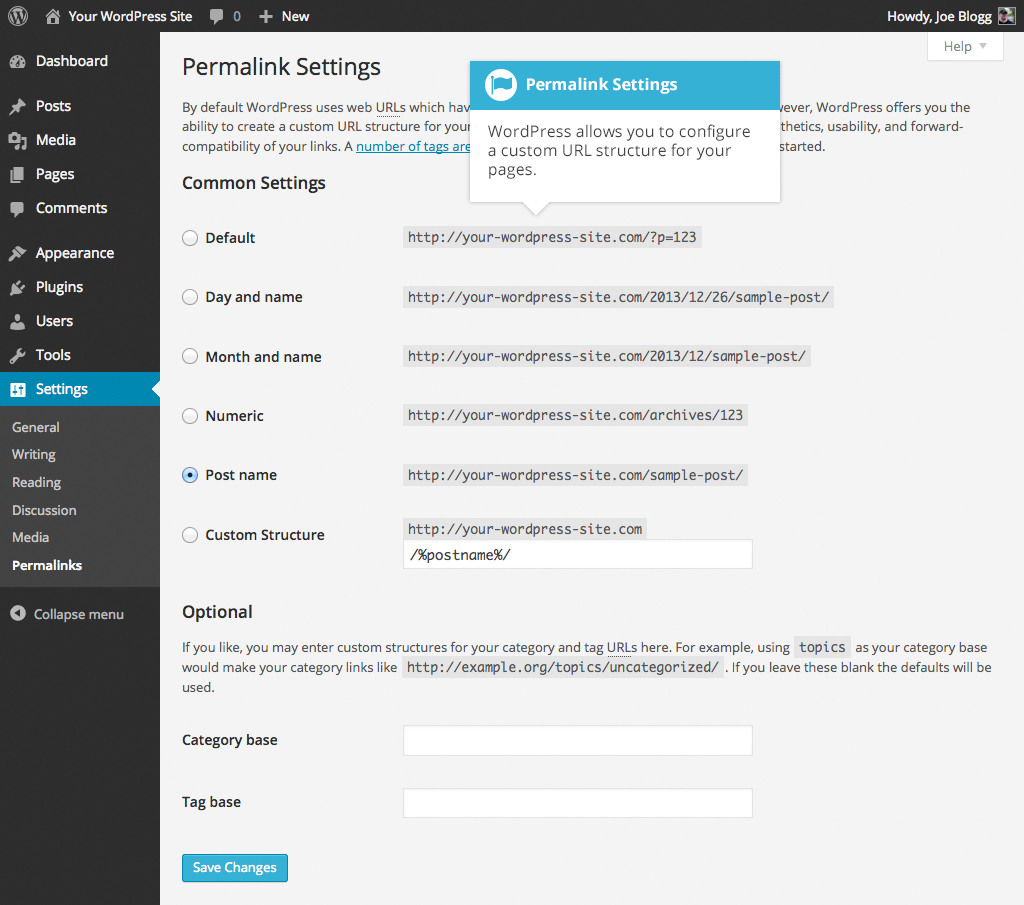 Your WordPress Site 0 New Howdy, Joe Blogg
Help
Dashboard
Posts
Media
Pages
Comments
Appearance
Plugins
Users
Tools
Settings
General
Writing
Reading
Discussion
Media
Permalinks
Collapse menu
Permalink Settings
Permalink Settings
WordPress allows you to configure
a custom URL structure for your
pages.
By default WordPress uses web URLs which ever, WordPress offers you the
ability to create a custom URL structure for your thetics, usability, and forward-
compatibility of your links. A number of tags are started.
Common Settings
Default http://your-wordpress-site.com/?p=123
Day and name http://your-wordpress-site.com/2013/12/26/sample-post/
Month and name http://your-wordpress-site.com/2013/12/sample-post/
Numeric http://your-wordpress-site.com/archives/123
Post name http://your-wordpress-site.com/sample-post/
Custom Structure http://your-wordpress-site.com
/%postname%/
Optional
If you like, you may enter custom structures for your category and tag URLs here. For example, using topics as your category base
would make your category links like http://example.org/topics/uncategorized/ . If you leave these blank the defaults will be
used.
Category base
Tag base
Save Changes